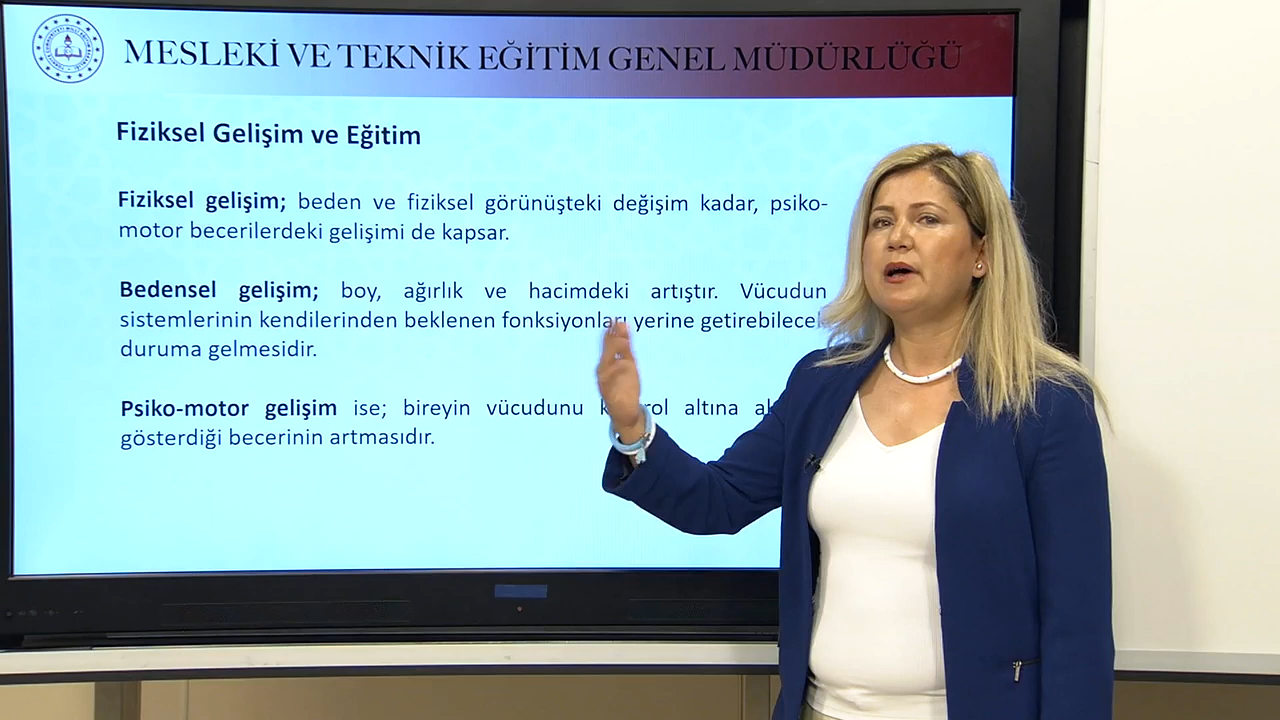 MESLEKİ VE TEKNİK EĞİTİM GENEL MÜDÜRLÜĞÜ
Fiziksel Gelişim ve Eğitim
Fiziksel gelişim; beden ve fiziksel görünüşteki değişim kadar, psiko-
motor becerilerdeki gelişimi de kapsar.
Bedensel gelişim; boy, ağırlık ve hacimdeki artıştır. Vücudun
sistemlerinin kendilerinden beklenen fonksiyonları yerine getirebilecek
duruma gelmesidir.
Psiko-motor gelişim ise; bireyin vücudunu altına
gösterdiği becerinin artmasıdır.